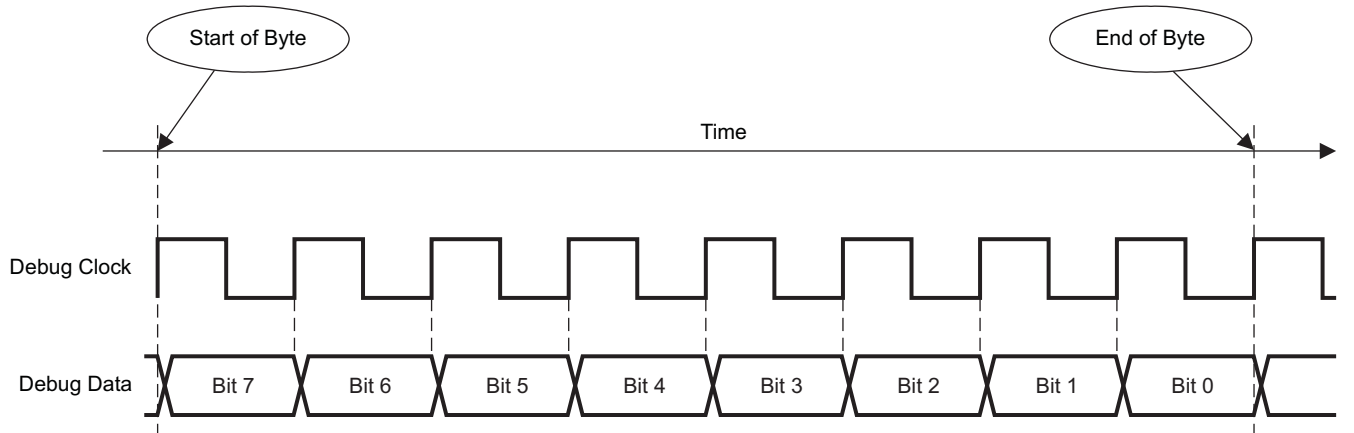 Start of Byte
End of Byte
Time
Debug Clock
Debug Data
Bit 7
Bit 6
Bit 5
Bit 4
Bit 3
Bit 2
Bit 1
Bit 0